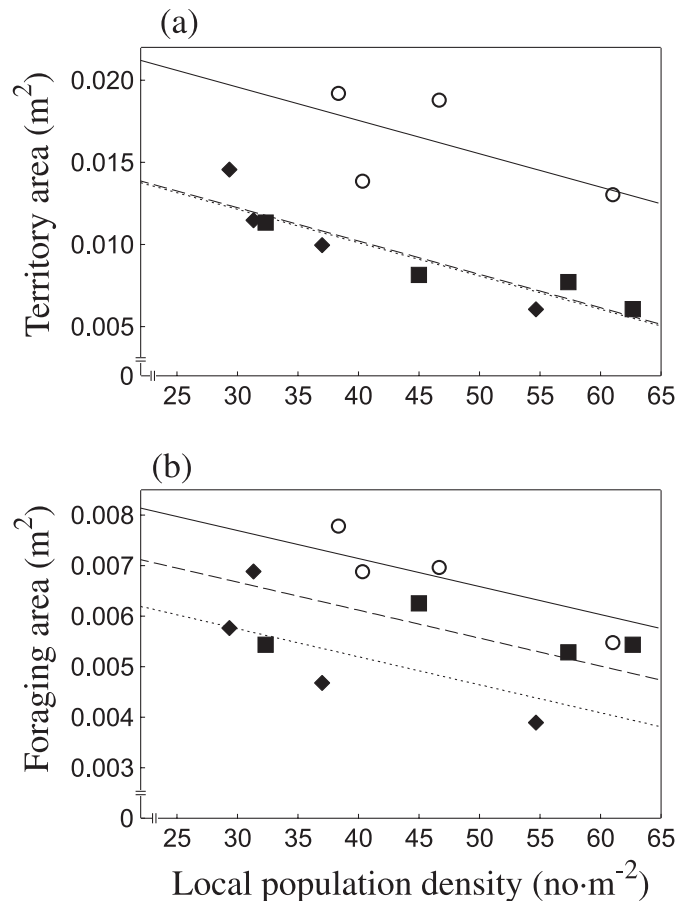 (a)
Territory area (m²)
0.020
0.015
0.010
0.005
0
25 30 35 40 45 50 55 60 65
(b)
Foraging area (m²)
0.008
0.007
0.006
0.005
0.004
0.003
0
25 30 35 40 45 50 55 60 65
Local population density (no·m⁻²)